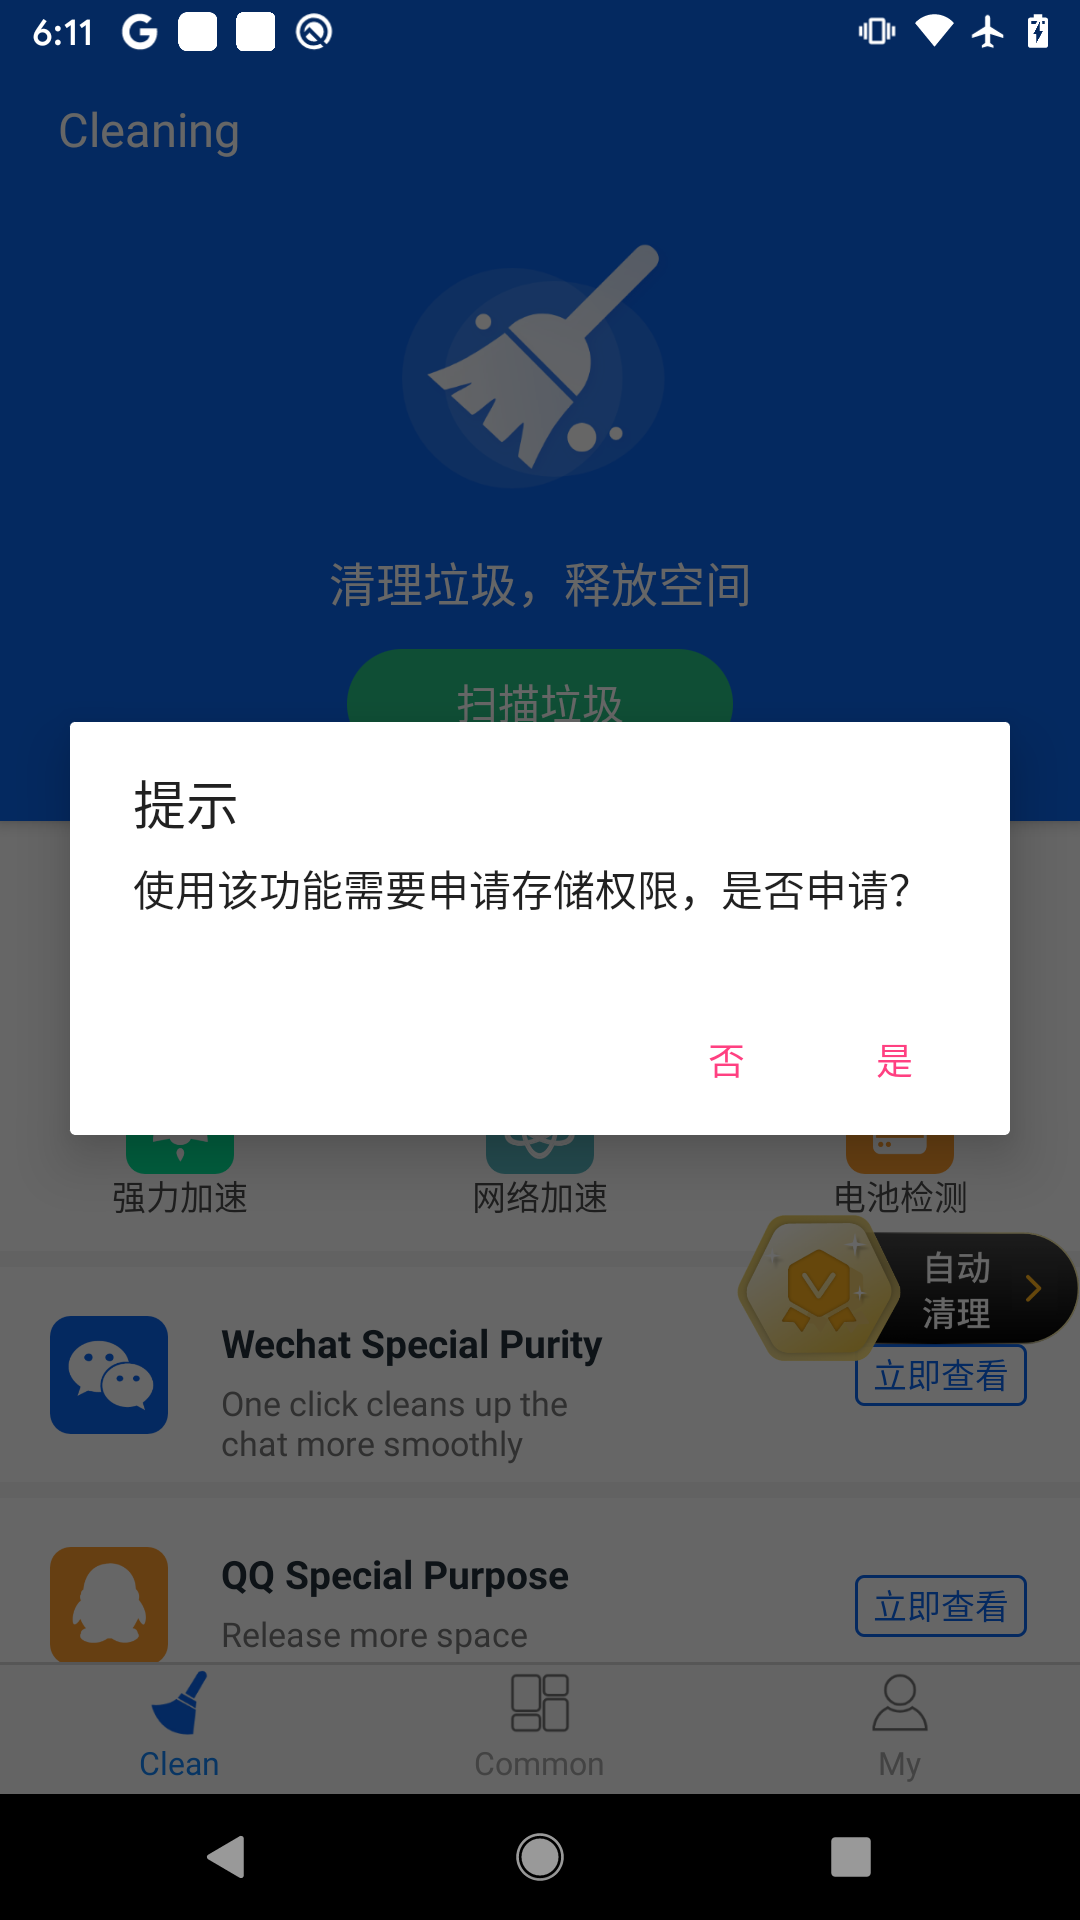 6:11
Cleaning
清理垃圾，释放空间
扫描垃圾
提示
使用该功能需要申请存储权限，是否申请？
否
是
强力加速
网络加速
电池检测
自动
清理
Wechat Special Purity
One click cleans up the
chat more smoothly
立即查看
QQ Special Purpose
Release more space
立即查看
Clean
Common
My